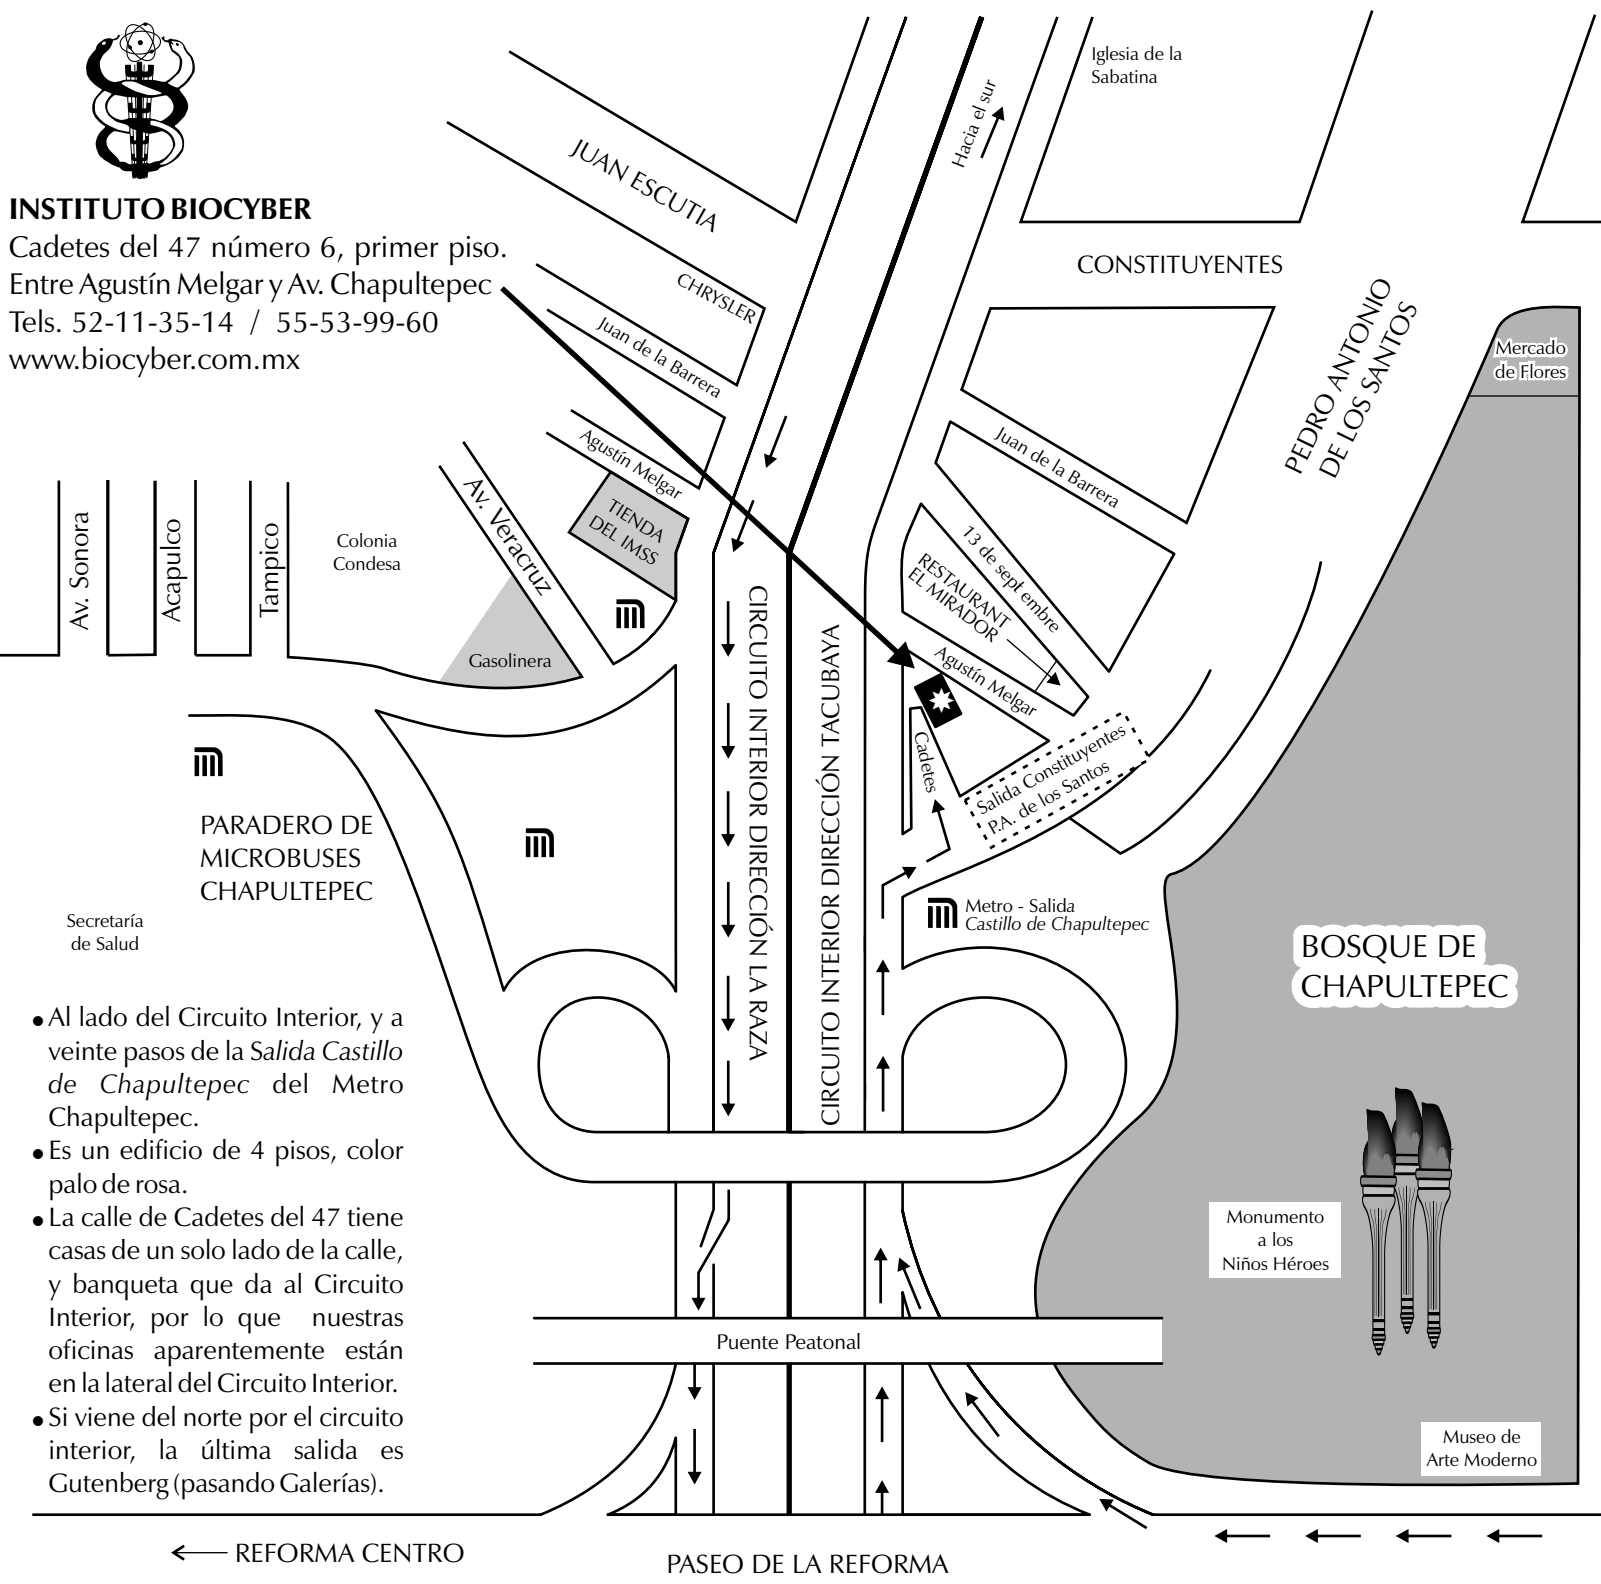 INSTITUTO BIOCYBER
Cadetes del 47 número 6, primer piso.
Entre Agustín Melgar y Av. Chapultepec
Tels. 52-11-35-14 / 55-53-99-60
www.biocyber.com.mx
Iglesia de la
Sabatina
Hacia el sur
JUAN ESCUTIA
CHRYSLER
CONSTITUYENTES
Juan de la Barrera
PEDRO ANTONIO
DE LOS SANTOS
Mercado
de Flores
Agustín Melgar
Juan de la Barrera
Av. Sonora
Acapulco
Tampico
Colonia
Condesa
Av. Veracruz
TIENDA
DEL IMSS
13 de sept embre
RESTAURANT
EL MIRADOR
Gasolinera
CIRCUITO INTERIOR DIRECCIÓN LA RAZA
CIRCUITO INTERIOR DIRECCIÓN TACUBAYA
Agustín Melgar
Cadetes
Salida Constituyentes
P.A. de los Santos
PARADERO DE
MICROBUSES
CHAPULTEPEC
Secretaría
de Salud
Metro - Salida
Castillo de Chapultepec
BOSQUE DE
CHAPULTEPEC
● Al lado del Circuito Interior, y a
veinte pasos de la Salida Castillo
de Chapultepec del Metro
Chapultepec.
● Es un edificio de 4 pisos, color
palo de rosa.
● La calle de Cadetes del 47 tiene
casas de un solo lado de la calle,
y banqueta que da al Circuito
Interior, por lo que nuestras
oficinas aparentemente están
en la lateral del Circuito Interior.
● Si viene del norte por el circuito
interior, la última salida es
Gutenberg (pasando Galerías).
Monumento
a los
Niños Héroes
Puente Peatonal
Museo de
Arte Moderno
REFORMA CENTRO
PASEO DE LA REFORMA